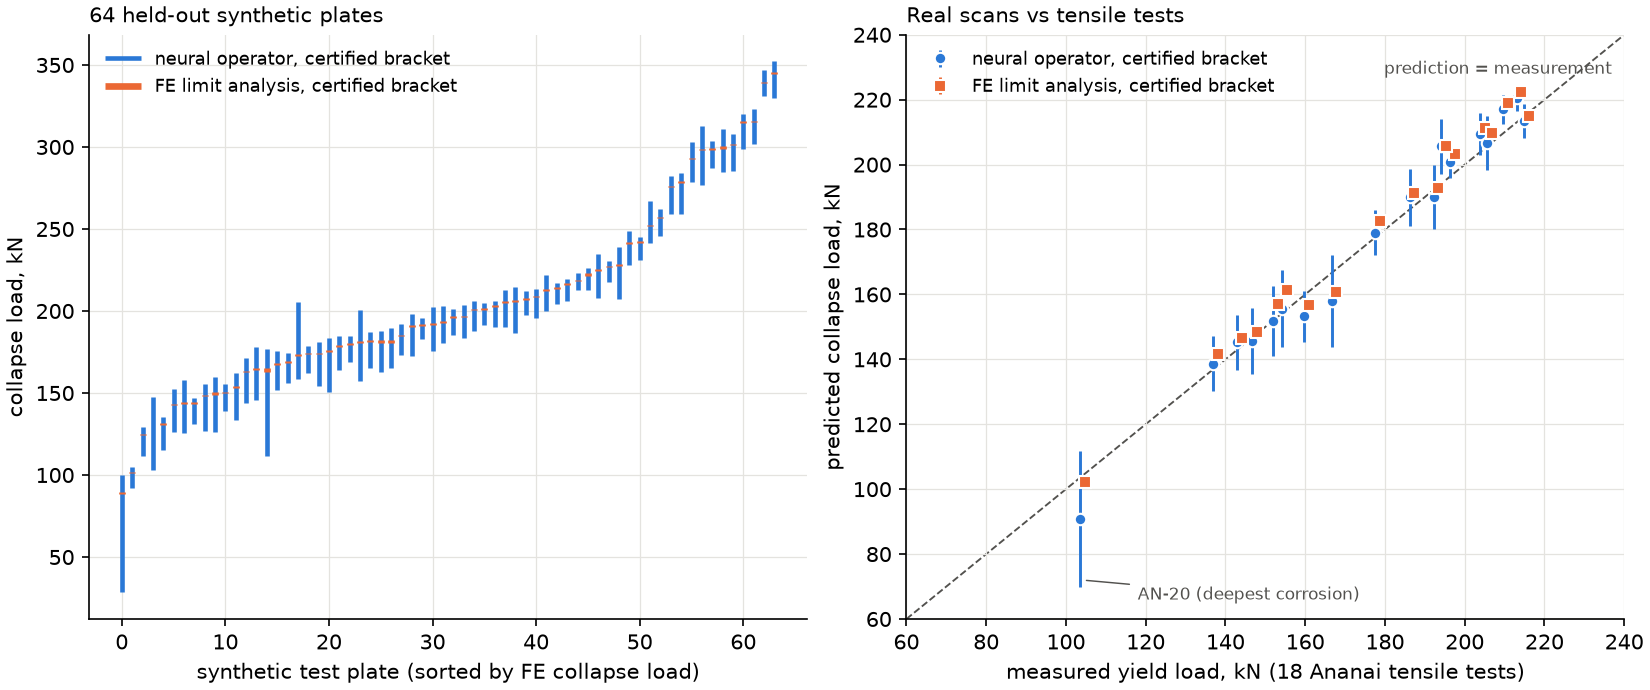 64 held-out synthetic plates
neural operator, certified bracket
FE limit analysis, certified bracket
collapse load, kN
350
300
250
200
150
100
50
0
10
20
30
40
50
60
synthetic test plate (sorted by FE collapse load)
Real scans vs tensile tests
neural operator, certified bracket
FE limit analysis, certified bracket
prediction = measurement
AN-20 (deepest corrosion)
predicted collapse load, kN
240
220
200
180
160
140
120
100
80
60
60
80
100
120
140
160
180
200
220
240
measured yield load, kN (18 Ananai tensile tests)